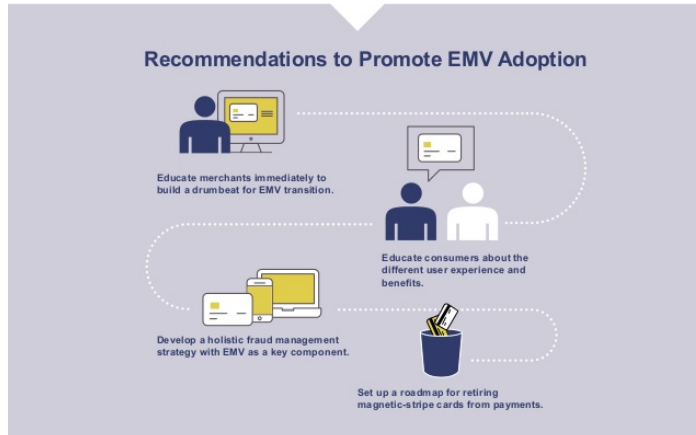 Recommendations to Promote EMV Adoption
Educate merchants immediately to
build a drumbeat for EMV transition.
Educate consumers about the
different user experience and
benefits.
Develop a holistic fraud management
strategy with EMV as a key component.
Set up a roadmap for retiring
magnetic-stripe cards from payments.